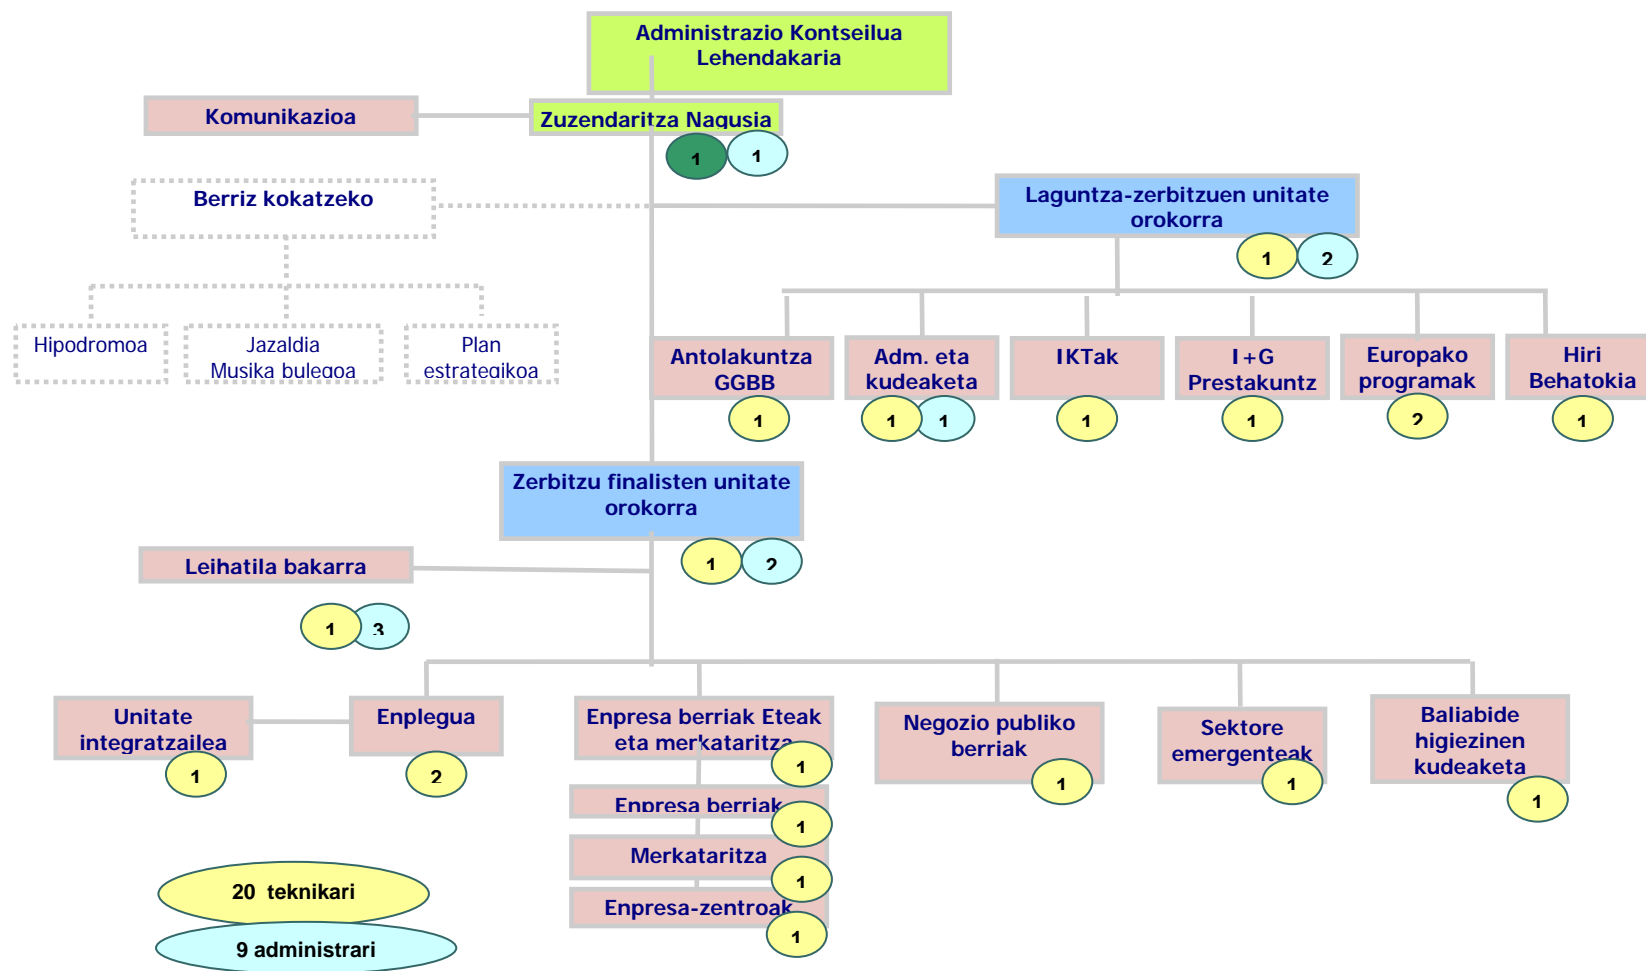 Administrazio Kontseilua
Lehendakaria
Komunikazioa
Zuzendaritza Nagusia
1
1
Berriz kokatzeko
Laguntza-zerbitzuen unitate
orokorra
1
2
Hipodromoa
Jazaldia
Musika bulegoa
Plan
estrategikoa
Antolakuntza
GGBB
1
Adm. eta
kudeaketa
1
1
IKTak
1
I+G
Prestakuntz
1
Europako
programak
2
Hiri
Behatokia
1
Zerbitzu finalisten unitate
orokorra
1
2
Leihatila bakarra
1
3
Unitate
integratzailea
1
Enplegua
2
Enpresa berriak Eteak
eta merkataritza
1
Enpresa berriak
1
Merkataritza
1
Enpresa-zentroak
1
Negozio publiko
berriak
1
Sektore
emergenteak
1
Baliabide
higiezinen
kudeaketa
1
20 teknikari
9 administrari